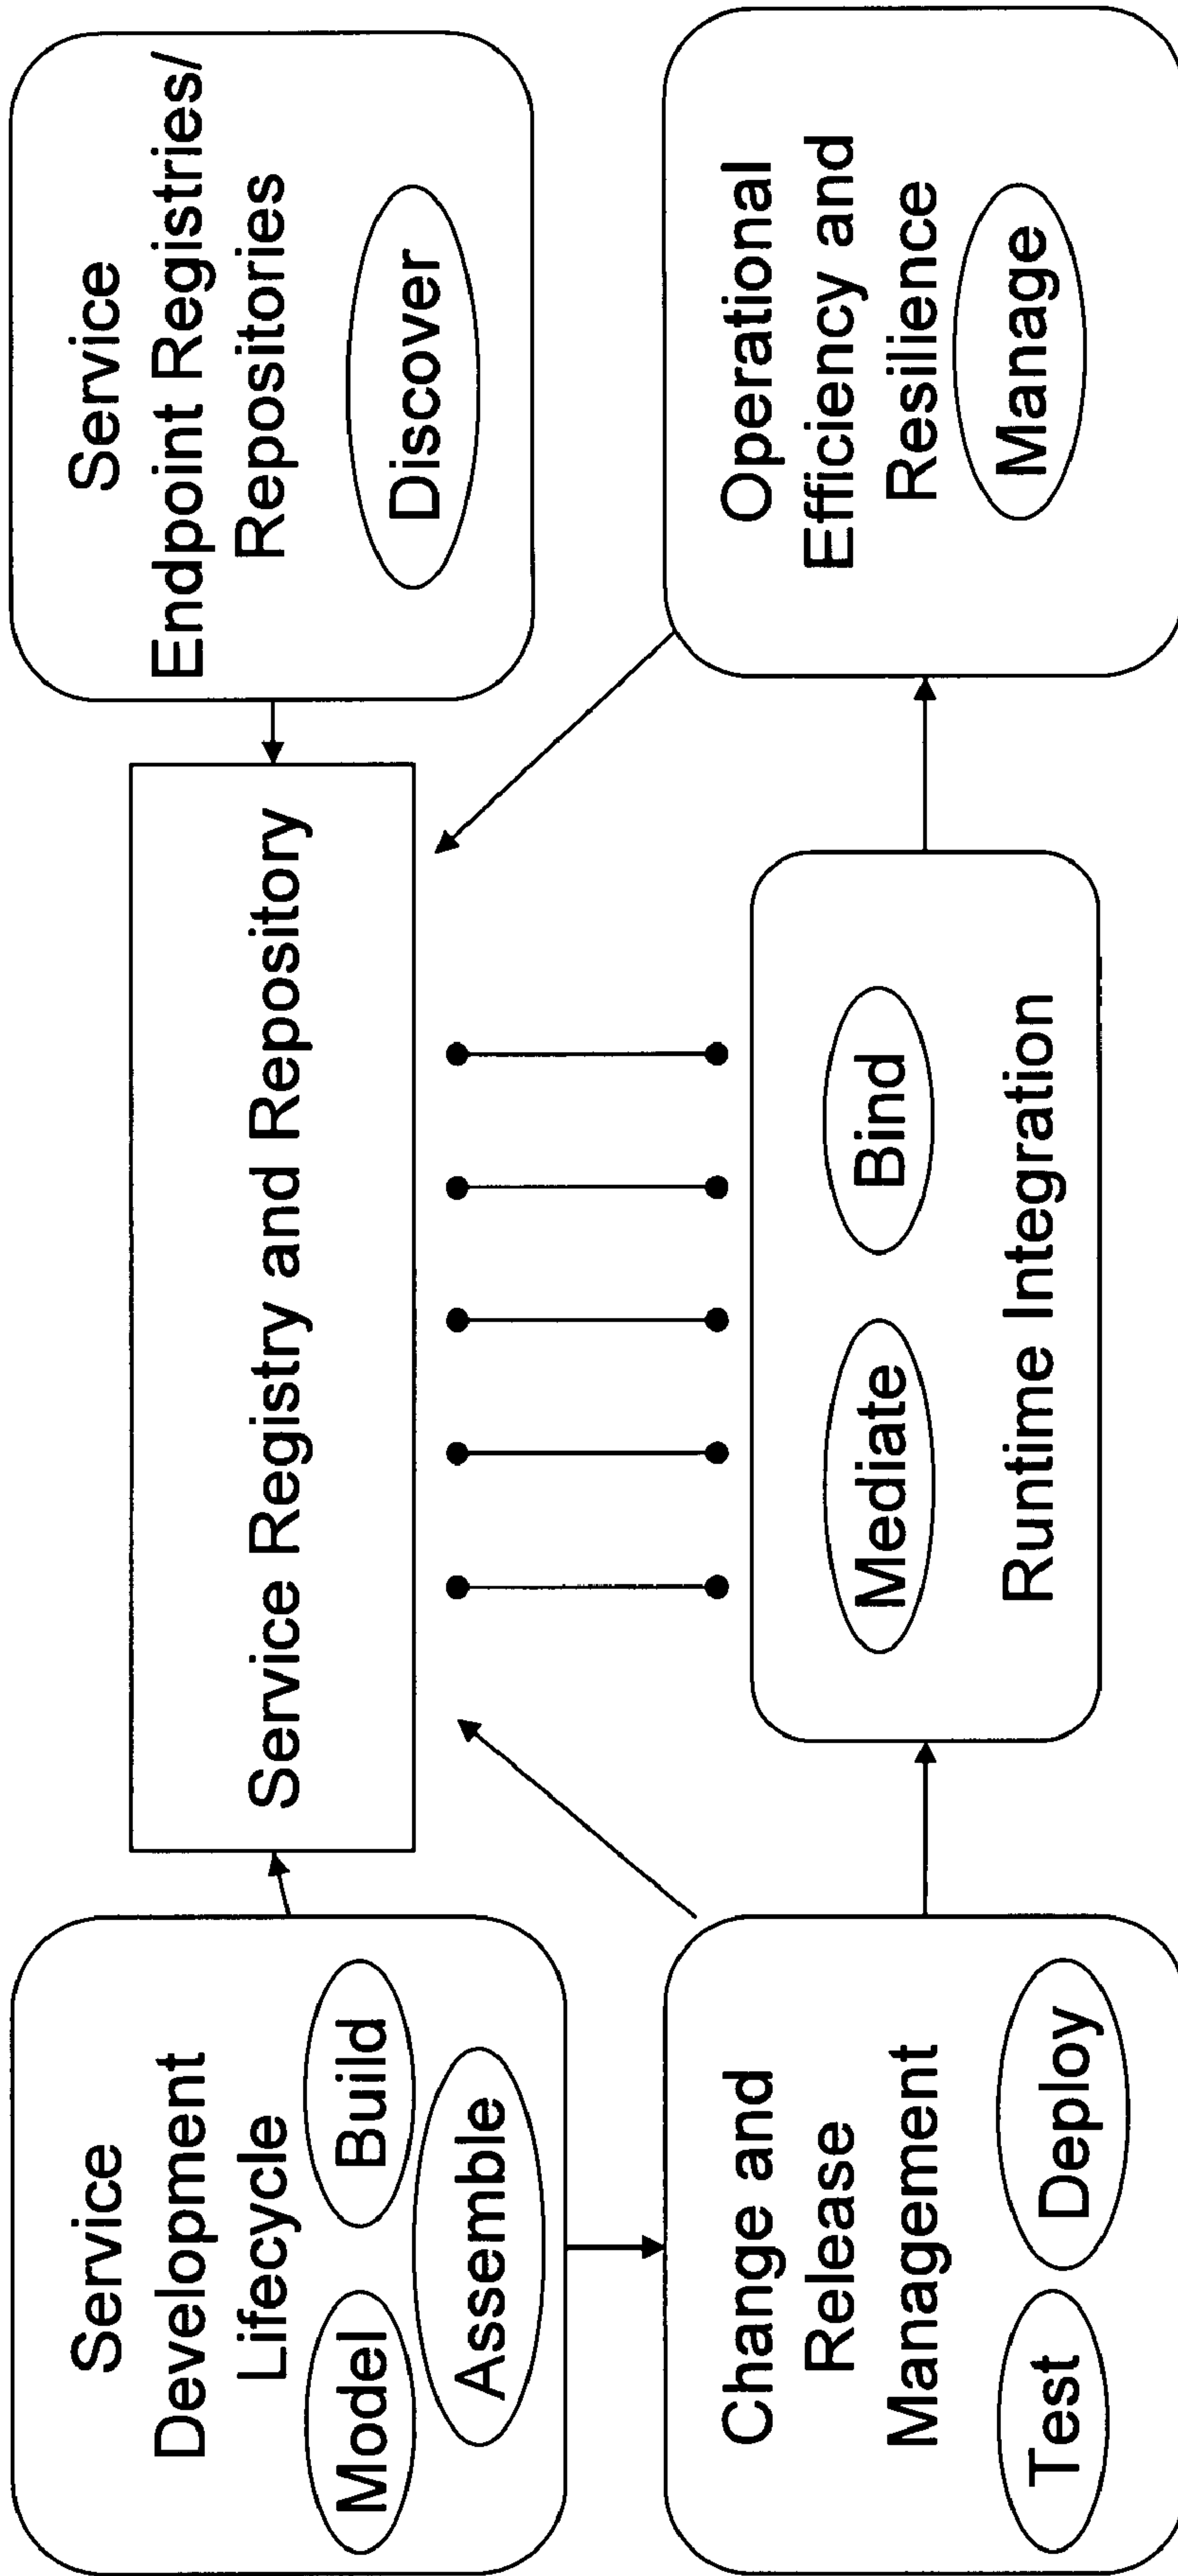 Service
Development
Lifecycle
Model
Build
Assemble
Service Registry and Repository
Service
Endpoint Registries/
Repositories
Discover
Change and
Release
Management
Test
Deploy
Mediate
Bind
Runtime Integration
Operational
Efficiency and
Resilience
Manage